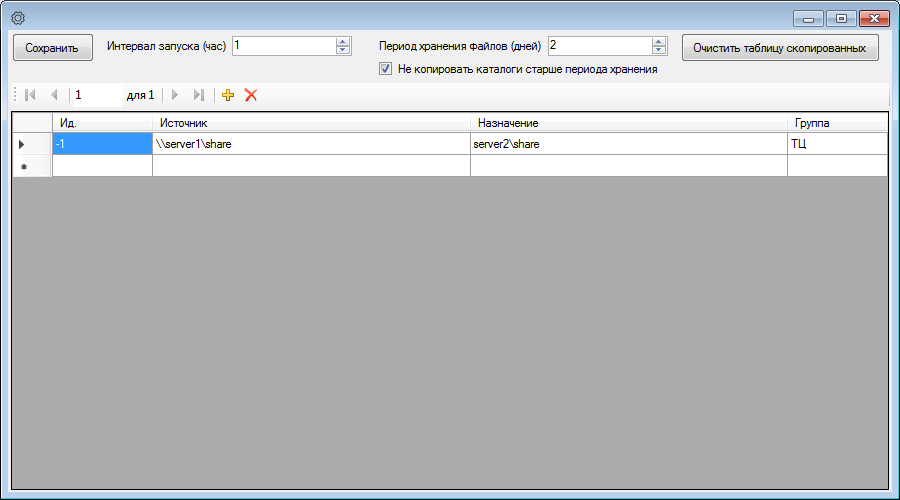 Сохранить Интервал запуска (час) 1 Период хранения файлов (дней) 2 Очистить таблицу скопированных
Не копировать каталоги старше периода хранения
1 для 1
Ид. Источник Назначение Группа
-1 \\server1\share server2\share ТЦ